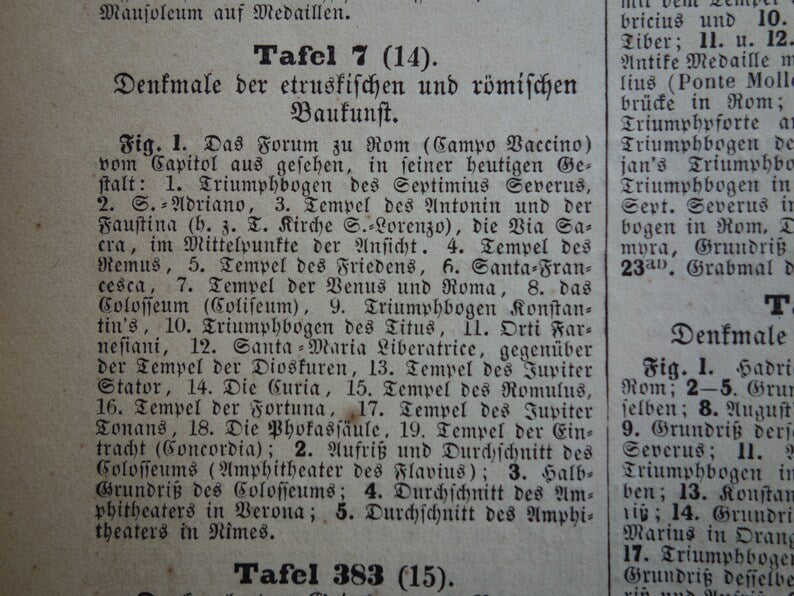 Mausoleum auf Medaillen.
Tafel 7 (14).
Denkmale der etruskischen und römischen
Baukunst.
Fig. 1. Das Forum zu Rom (Campo Vaccino)
vom Capitol aus gesehen, in seiner heutigen Ge=
stalt: 1. Triumphbogen des Septimius Severus,
2. S.=Adriano, 3. Tempel des Antonin und der
Faustina (h. z. T. Kirche S.=Lorenzo), die Via Sa=
cra, im Mittelpunkte der Ansicht. 4. Tempel des
Remus, 5. Tempel des Friedens, 6. Santa=Fran=
cesca, 7. Tempel der Venus und Roma, 8. das
Colosseum (Coliseum), 9. Triumphbogen Konstan=
tin's, 10. Triumphbogen des Titus, 11. Orti Far=
nesiani, 12. Santa=Maria Liberatrice, gegenüber
der Tempel der Dioskuren, 13. Tempel des Jupiter
Stator, 14. Die Curia, 15. Tempel des Romulus,
16. Tempel der Fortuna, 17. Tempel des Jupiter
Tonans, 18. Die Phokassäule, 19. Tempel der Ein=
tracht (Concordia); 2. Aufriß und Durchschnitt des
Colosseums (Amphitheater des Flavius); 3. Halb=
Grundriß des Colosseums; 4. Durchschnitt des Am=
phitheaters in Verona; 5. Durchschnitt des Amphi=
theaters in Nîmes.
Tafel 383 (15).
mit dem Tempel
bricius und 10.
Tiber; 11. u. 12.
Antike Medaille
lius (Ponte
brücke in Rom;
Triumphpforte
Triumphbogen
jan's
Triumphbogen in
Sept. Severus
bogen in Rom.
myra, Grundriß
23ab. Grabmal
Denkmale
Fig. 1.
Rom; 2—5.
selben; 8.
9. Grundriß
Severus; 11.
Triumphbogen
ben; 13.
riß; 14.
Marius in
17. Triumphbogen
Grundriß